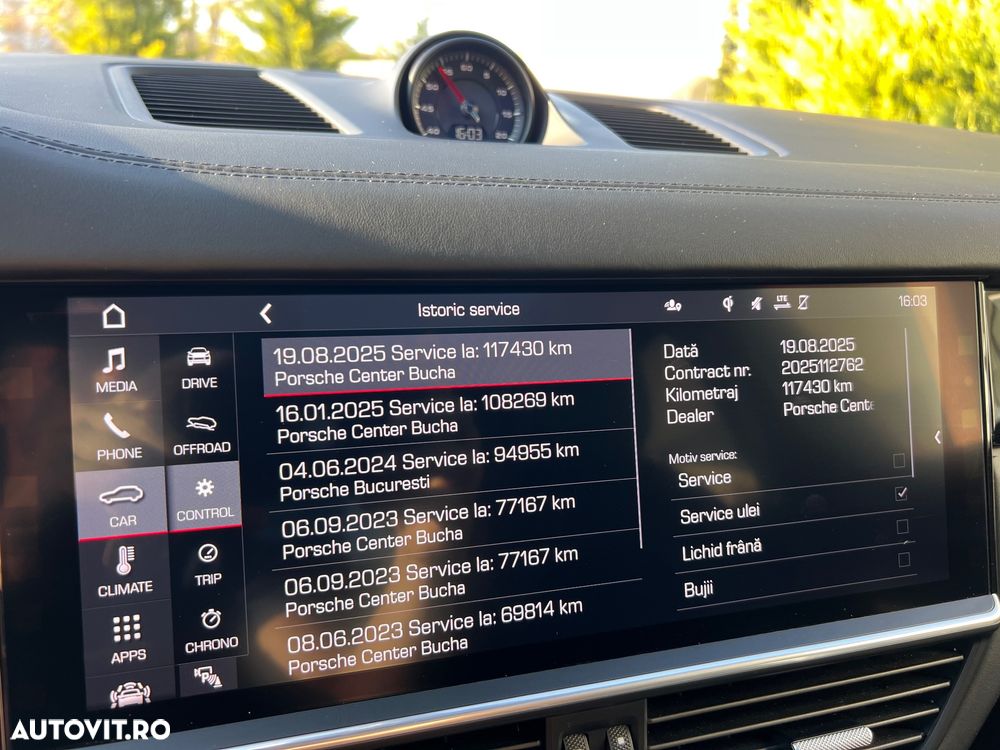 60
16:03
Istoric service
LTE
16:03
MEDIA
PHONE
CAR
CLIMATE
APPS
DRIVE
OFFROAD
CONTROL
TRIP
CHRONO
19.08.2025 Service la: 117430 km
Porsche Center Bucha
16.01.2025 Service la: 108269 km
Porsche Center Bucha
04.06.2024 Service la: 94955 km
Porsche Bucuresti
06.09.2023 Service la: 77167 km
Porsche Center Bucha
06.09.2023 Service la: 77167 km
Porsche Center Bucha
08.06.2023 Service la: 69814 km
Porsche Center Bucha
Dată 19.08.2025
Contract nr. 2025112762
Kilometraj 117430 km
Dealer Porsche Cente
Motiv service:
Service
Service ulei
Lichid frână
Bujii
AUTOVIT.RO